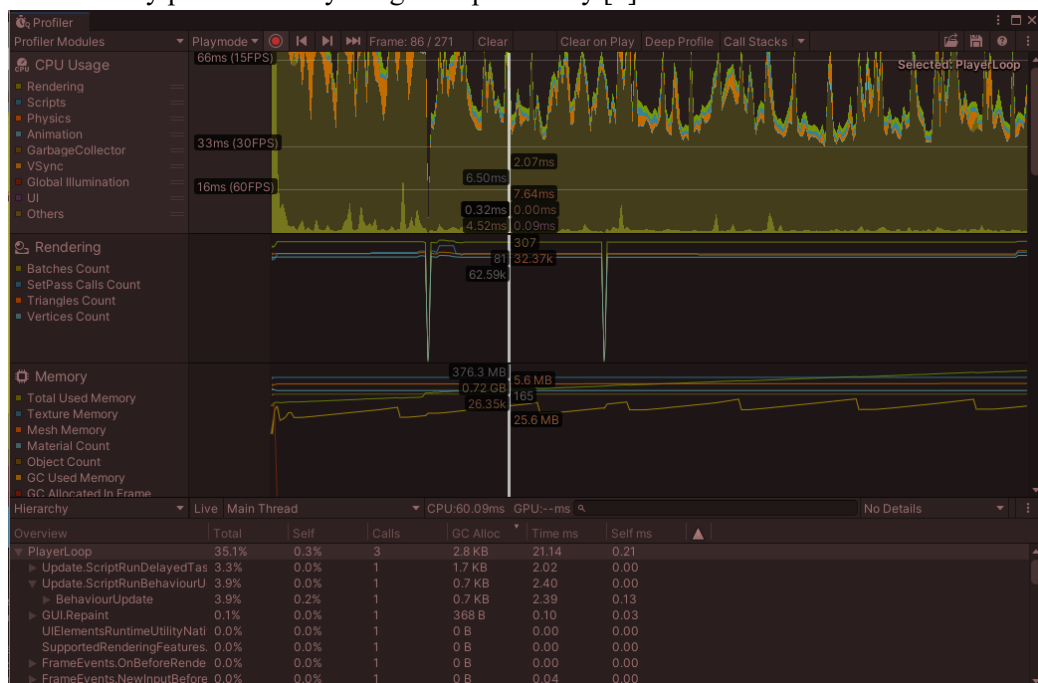 Profiler
Profiler Modules Playmode Frame: 86 / 271 Clear Clear on Play Deep Profile Call Stacks
CPU Usage
Rendering
Scripts
Physics
Animation
GarbageCollector
VSync
Global Illumination
UI
Others
66ms (15FPS)
Selected: PlayerLoop
33ms (30FPS)
16ms (60FPS)
2.07ms
6.50ms
7.64ms
0.32ms 0.00ms
4.52ms 0.09ms
Rendering
Batches Count
SetPass Calls Count
Triangles Count
Vertices Count
307
81 32.37k
62.59k
Memory
Total Used Memory
Texture Memory
Mesh Memory
Material Count
Object Count
GC Used Memory
GC Allocated In Frame
376.3 MB 5.6 MB
0.72 GB 165
26.35k
25.6 MB
Hierarchy Live Main Thread CPU:60.09ms GPU:--ms No Details
Overview Total Self Calls GC Alloc Time ms Self ms
PlayerLoop 35.1% 0.3% 3 2.8 KB 21.14 0.21
Update.ScriptRunDelayedTas 3.3% 0.0% 1 1.7 KB 2.02 0.00
Update.ScriptRunBehaviourU 3.9% 0.0% 1 0.7 KB 2.40 0.00
BehaviourUpdate 3.9% 0.2% 1 0.7 KB 2.39 0.13
GUI.Repaint 0.1% 0.0% 1 368 B 0.10 0.03
UIElementsRuntimeUtilityNati 0.0% 0.0% 1 0 B 0.00 0.00
SupportedRenderingFeatures. 0.0% 0.0% 1 0 B 0.00 0.00
FrameEvents.OnBeforeRende 0.0% 0.0% 1 0 B 0.00 0.00
FrameEvents.NewInputBefore 0.0% 0.0% 1 0 B 0.04 0.00